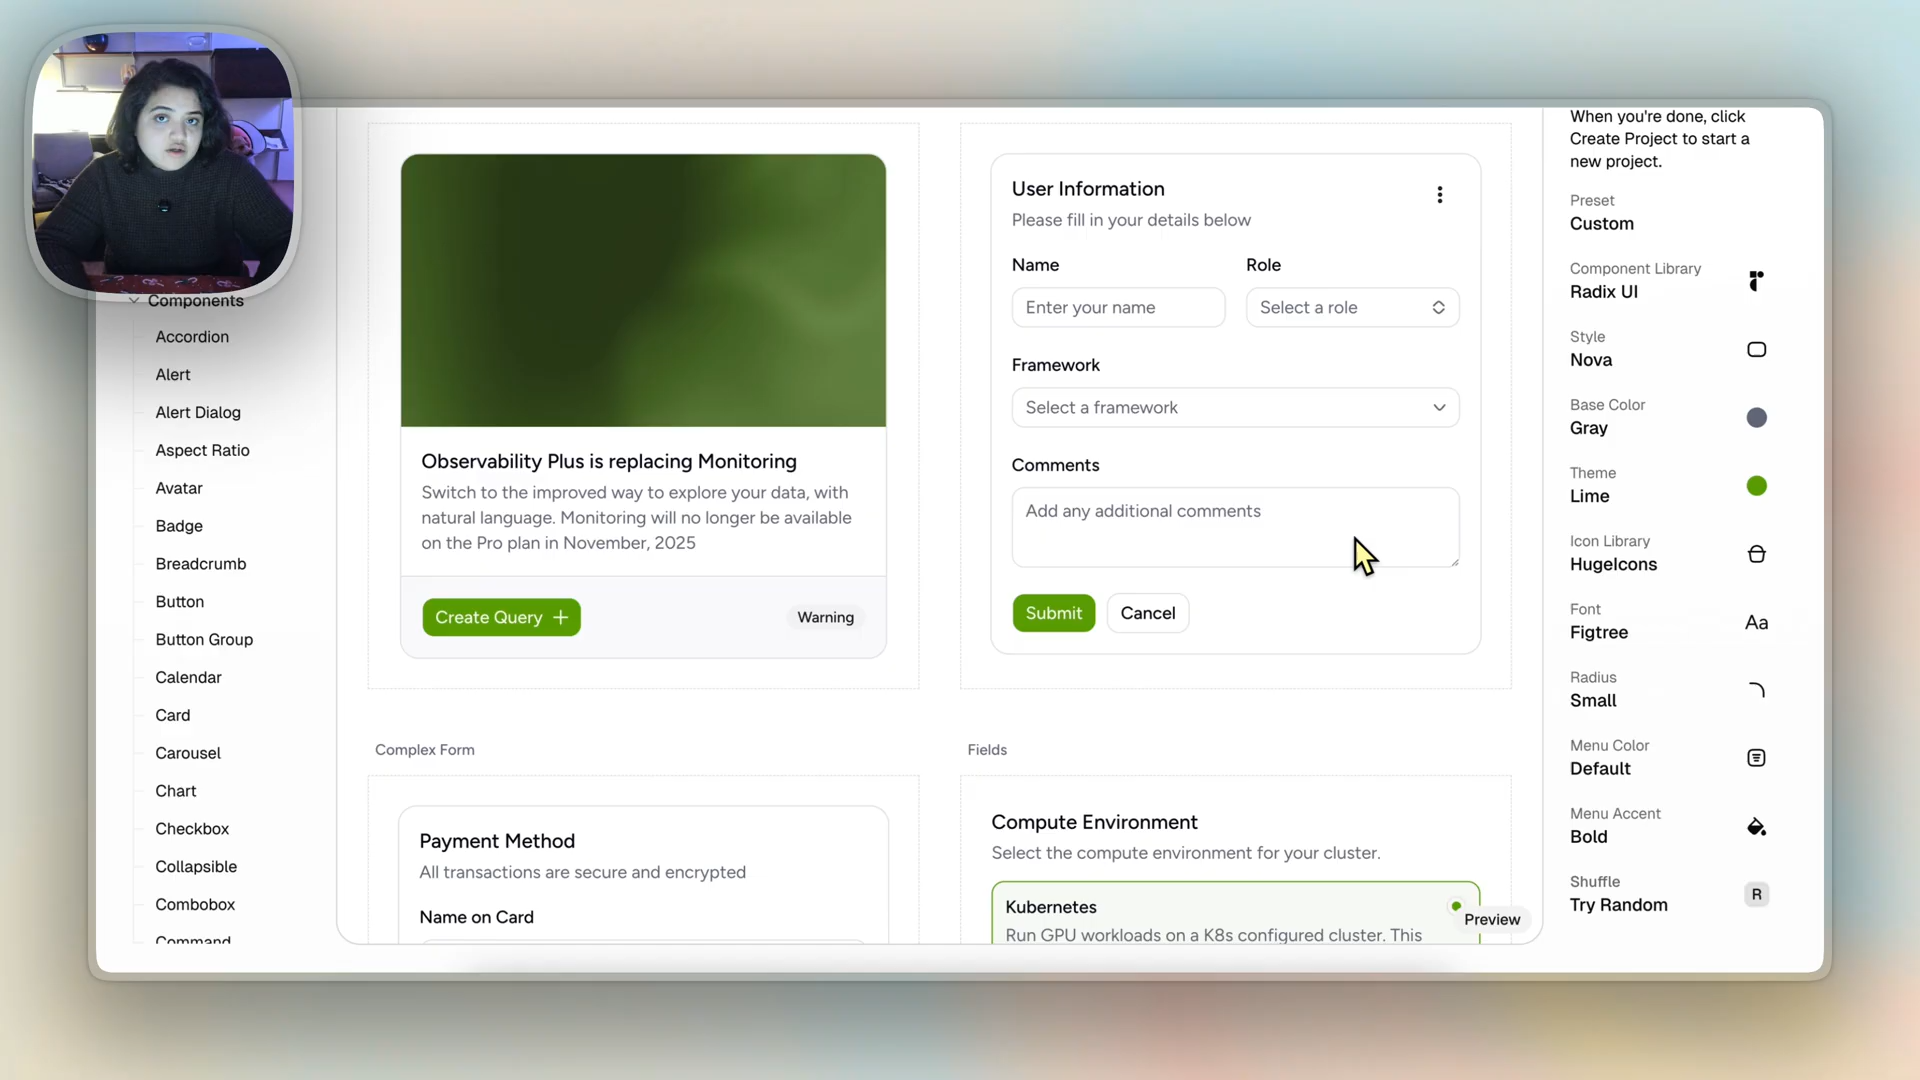 Components
Accordion
Alert
Alert Dialog
Aspect Ratio
Avatar
Badge
Breadcrumb
Button
Button Group
Calendar
Card
Carousel
Chart
Checkbox
Collapsible
Combobox
Command
Observability Plus is replacing Monitoring
Switch to the improved way to explore your data, with
natural language. Monitoring will no longer be available
on the Pro plan in November, 2025
Create Query
Warning
User Information
Please fill in your details below
Name
Role
Enter your name
Select a role
Framework
Select a framework
Comments
Add any additional comments
Submit
Cancel
Complex Form
Payment Method
All transactions are secure and encrypted
Name on Card
Fields
Compute Environment
Select the compute environment for your cluster.
Kubernetes
Run GPU workloads on a K8s configured cluster. This
Preview
When you're done, click
Create Project to start a
new project.
Preset
Custom
Component Library
Radix UI
Style
Nova
Base Color
Gray
Theme
Lime
Icon Library
HugeIcons
Font
Figtree
Aa
Radius
Small
Menu Color
Default
Menu Accent
Bold
Shuffle
Try Random
R